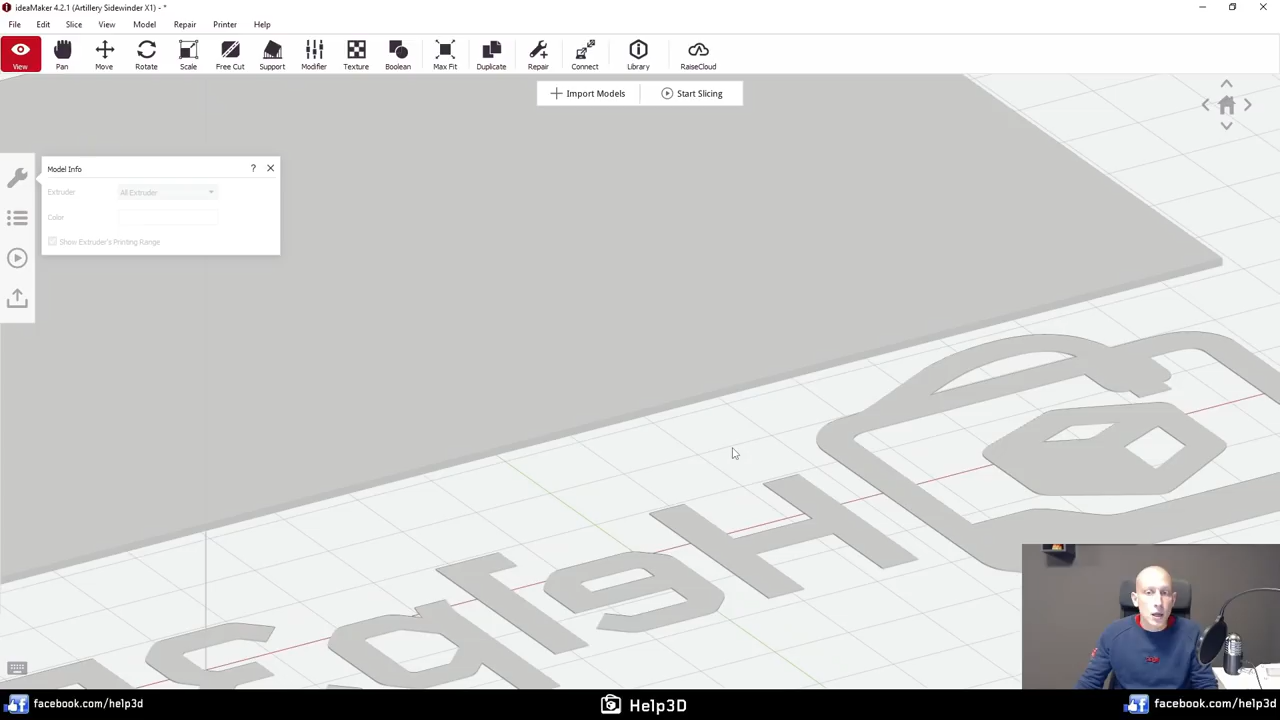 ideaMaker 4.2.1 (Artillery Sidewinder X1) - *
File Edit Slice View Model Repair Printer Help
View Pan Move Rotate Scale Free Cut Support Modifier Texture Boolean Max Fit Duplicate Repair Connect Library RaiseCloud
Import Models Start Slicing
Model Info ?
Extruder All Extruder
Color
Show Extruder's Printing Range
Help3
facebook.com/help3d Help3D facebook.com/help3d